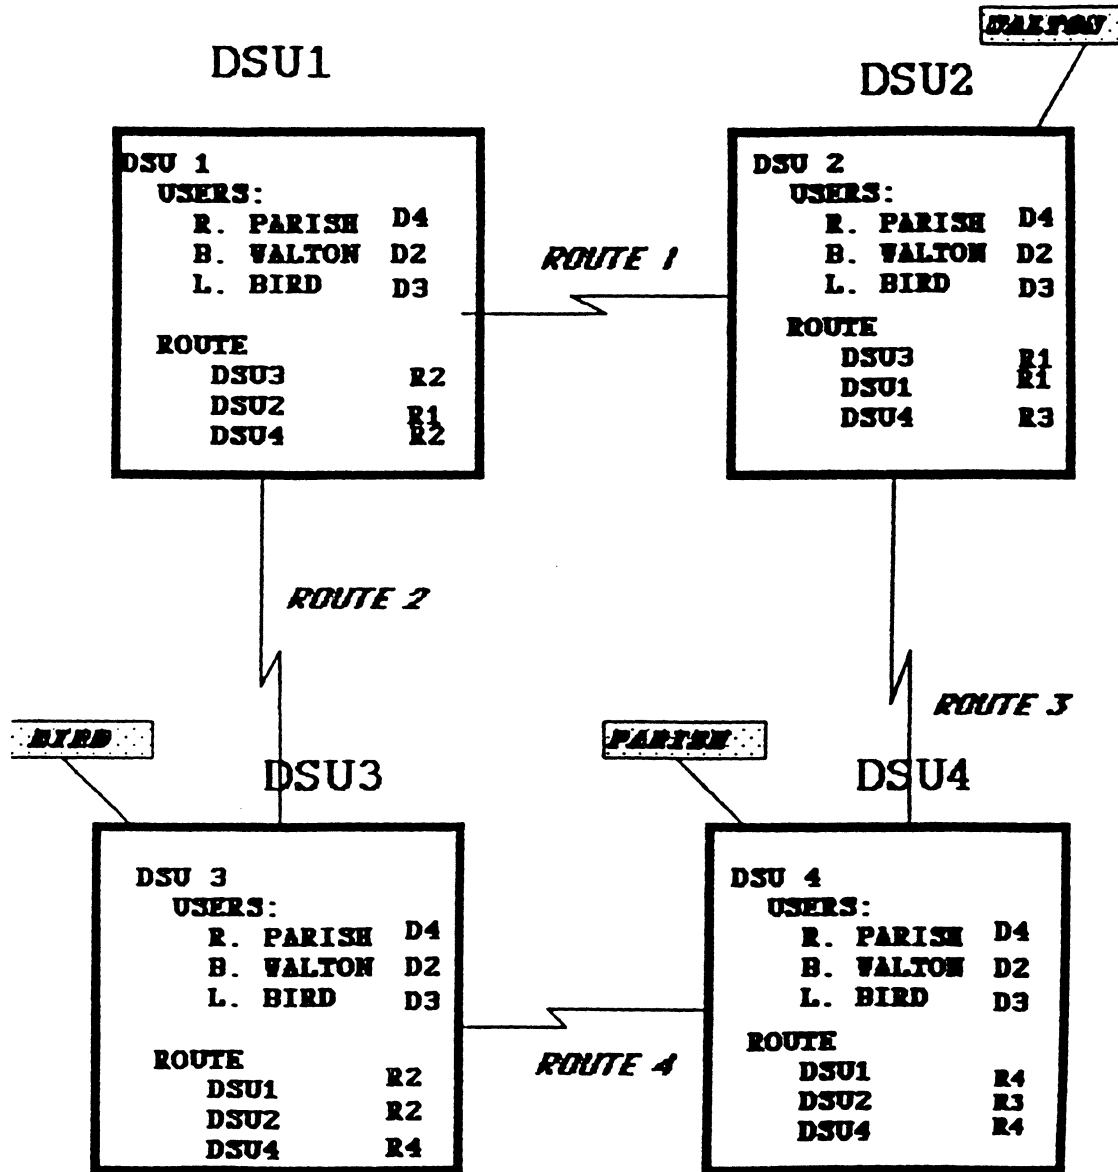 WALTON
DSU1
DSU2
DSU 1
USERS:
R. PARISH D4
B. WALTON D2
L. BIRD D3
ROUTE
DSU3 R2
DSU2 R1
DSU4 R2
ROUTE 1
DSU 2
USERS:
R. PARISH D4
B. WALTON D2
L. BIRD D3
ROUTE
DSU3 R1
DSU1 R1
DSU4 R3
ROUTE 2
ROUTE 3
BIRD
PARISH
DSU3
DSU4
DSU 3
USERS:
R. PARISH D4
B. WALTON D2
L. BIRD D3
ROUTE
DSU1 R2
DSU2 R2
DSU4 R4
ROUTE 4
DSU 4
USERS:
R. PARISH D4
B. WALTON D2
L. BIRD D3
ROUTE
DSU1 R4
DSU2 R3
DSU4 R4